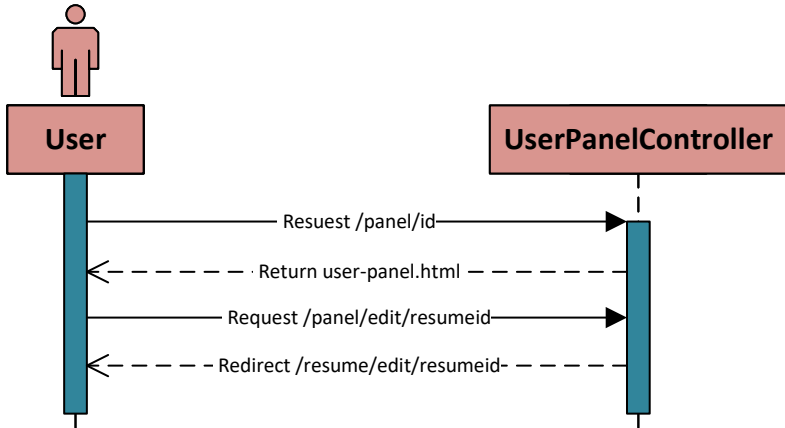 User
UserPanelController
Resuest /panel/id
Return user-panel.html
Request /panel/edit/resumeid
Redirect /resume/edit/resumeid